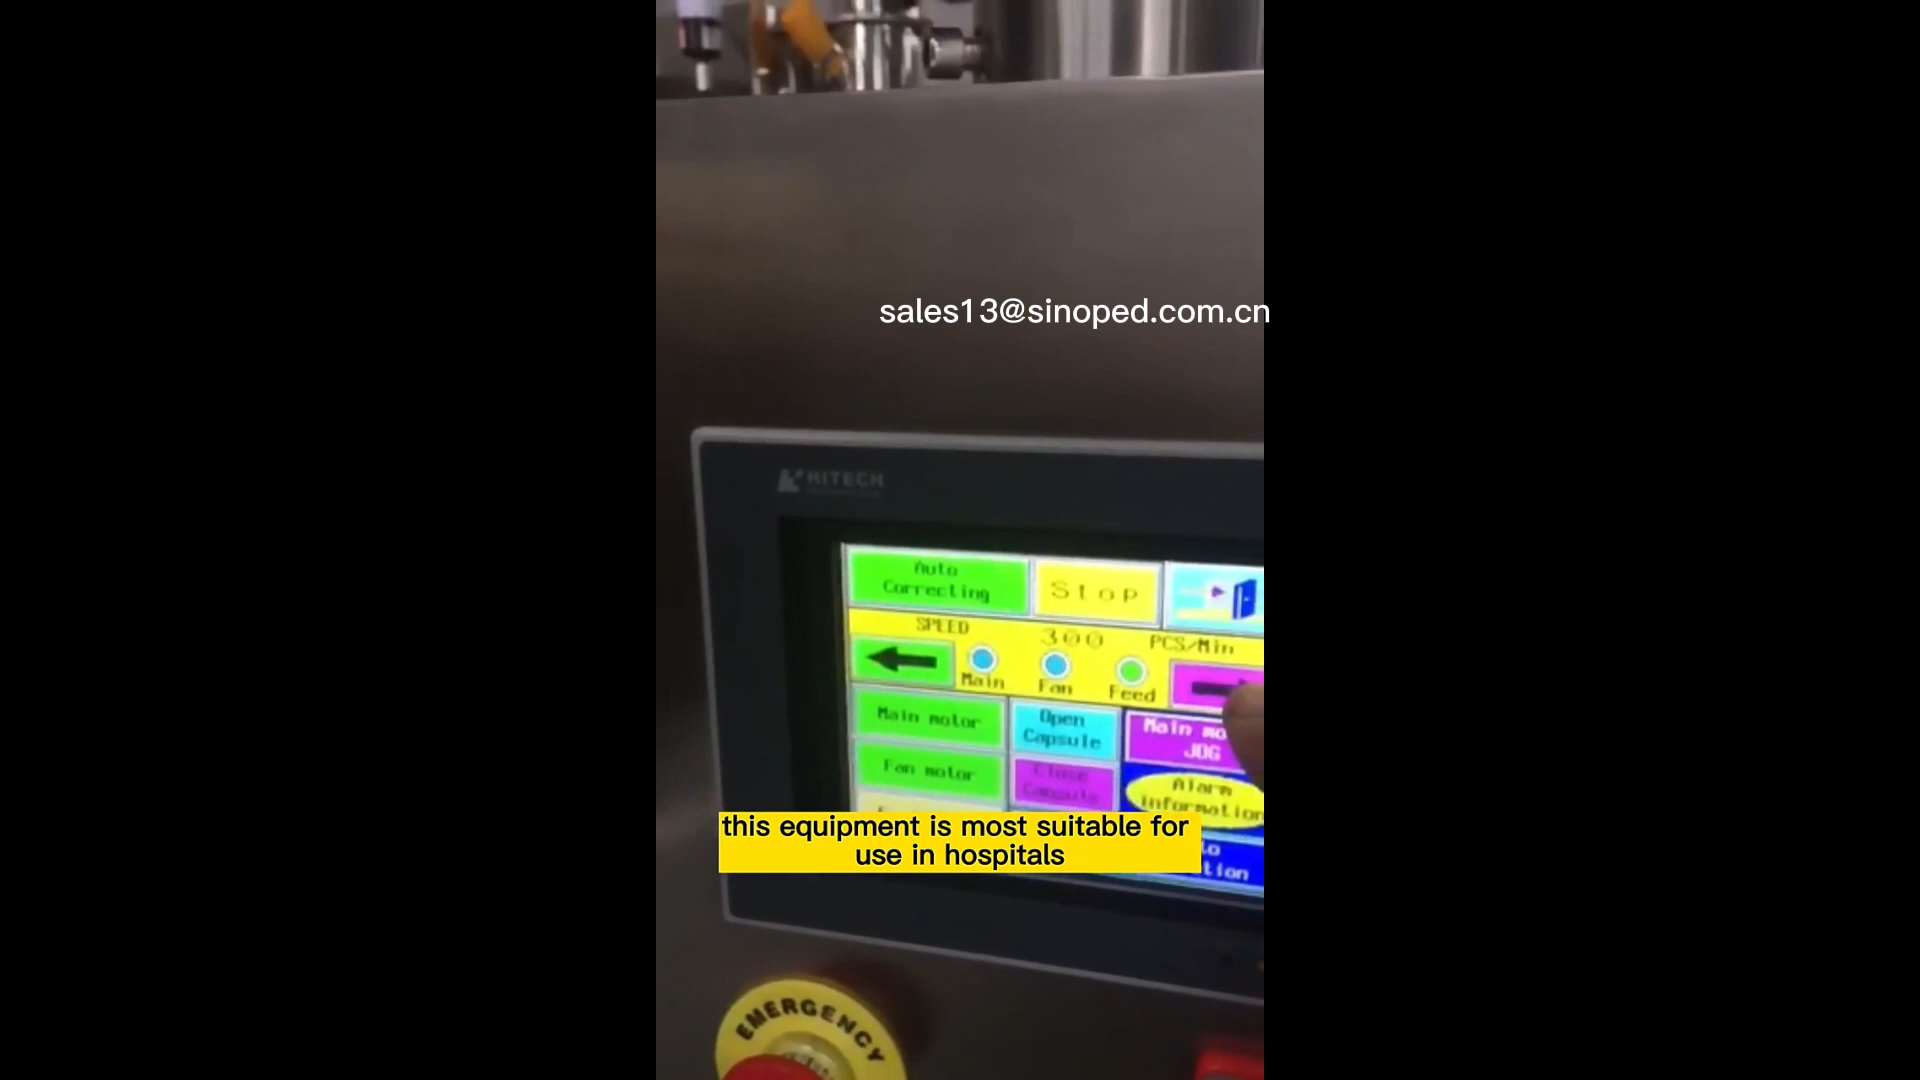 sales13@sinoped.com.cn
HITECH
Auto
Correcting
Stop
SPEED
300
PCS/Min
Main
Fan
Feed
Main motor
Open
Capsule
Main
JOG
Fan motor
Close
Capsule
Alarm
information
this equipment is most suitable for
use in hospitals
EMERGENCY